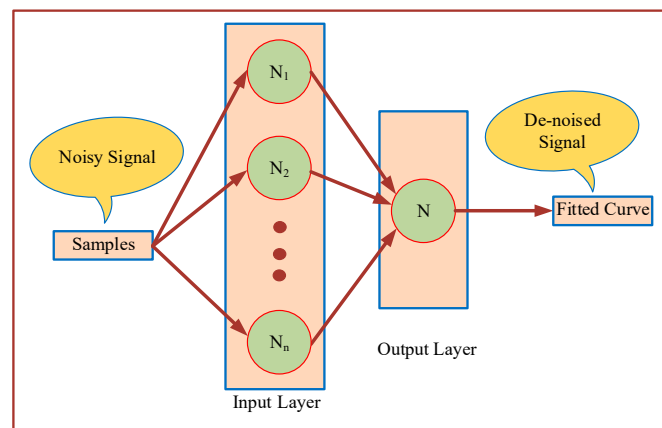 Noisy Signal
Samples
N₁
N₂
Nₙ
Input Layer
N
Output Layer
De-noised
Signal
Fitted Curve